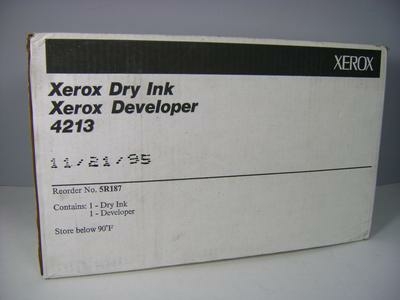 XEROX
Xerox Dry Ink
Xerox Developer
4213
11/21/95
Reorder No. 5R187
Contains: 1 - Dry Ink
1 - Developer
Store below 90°F